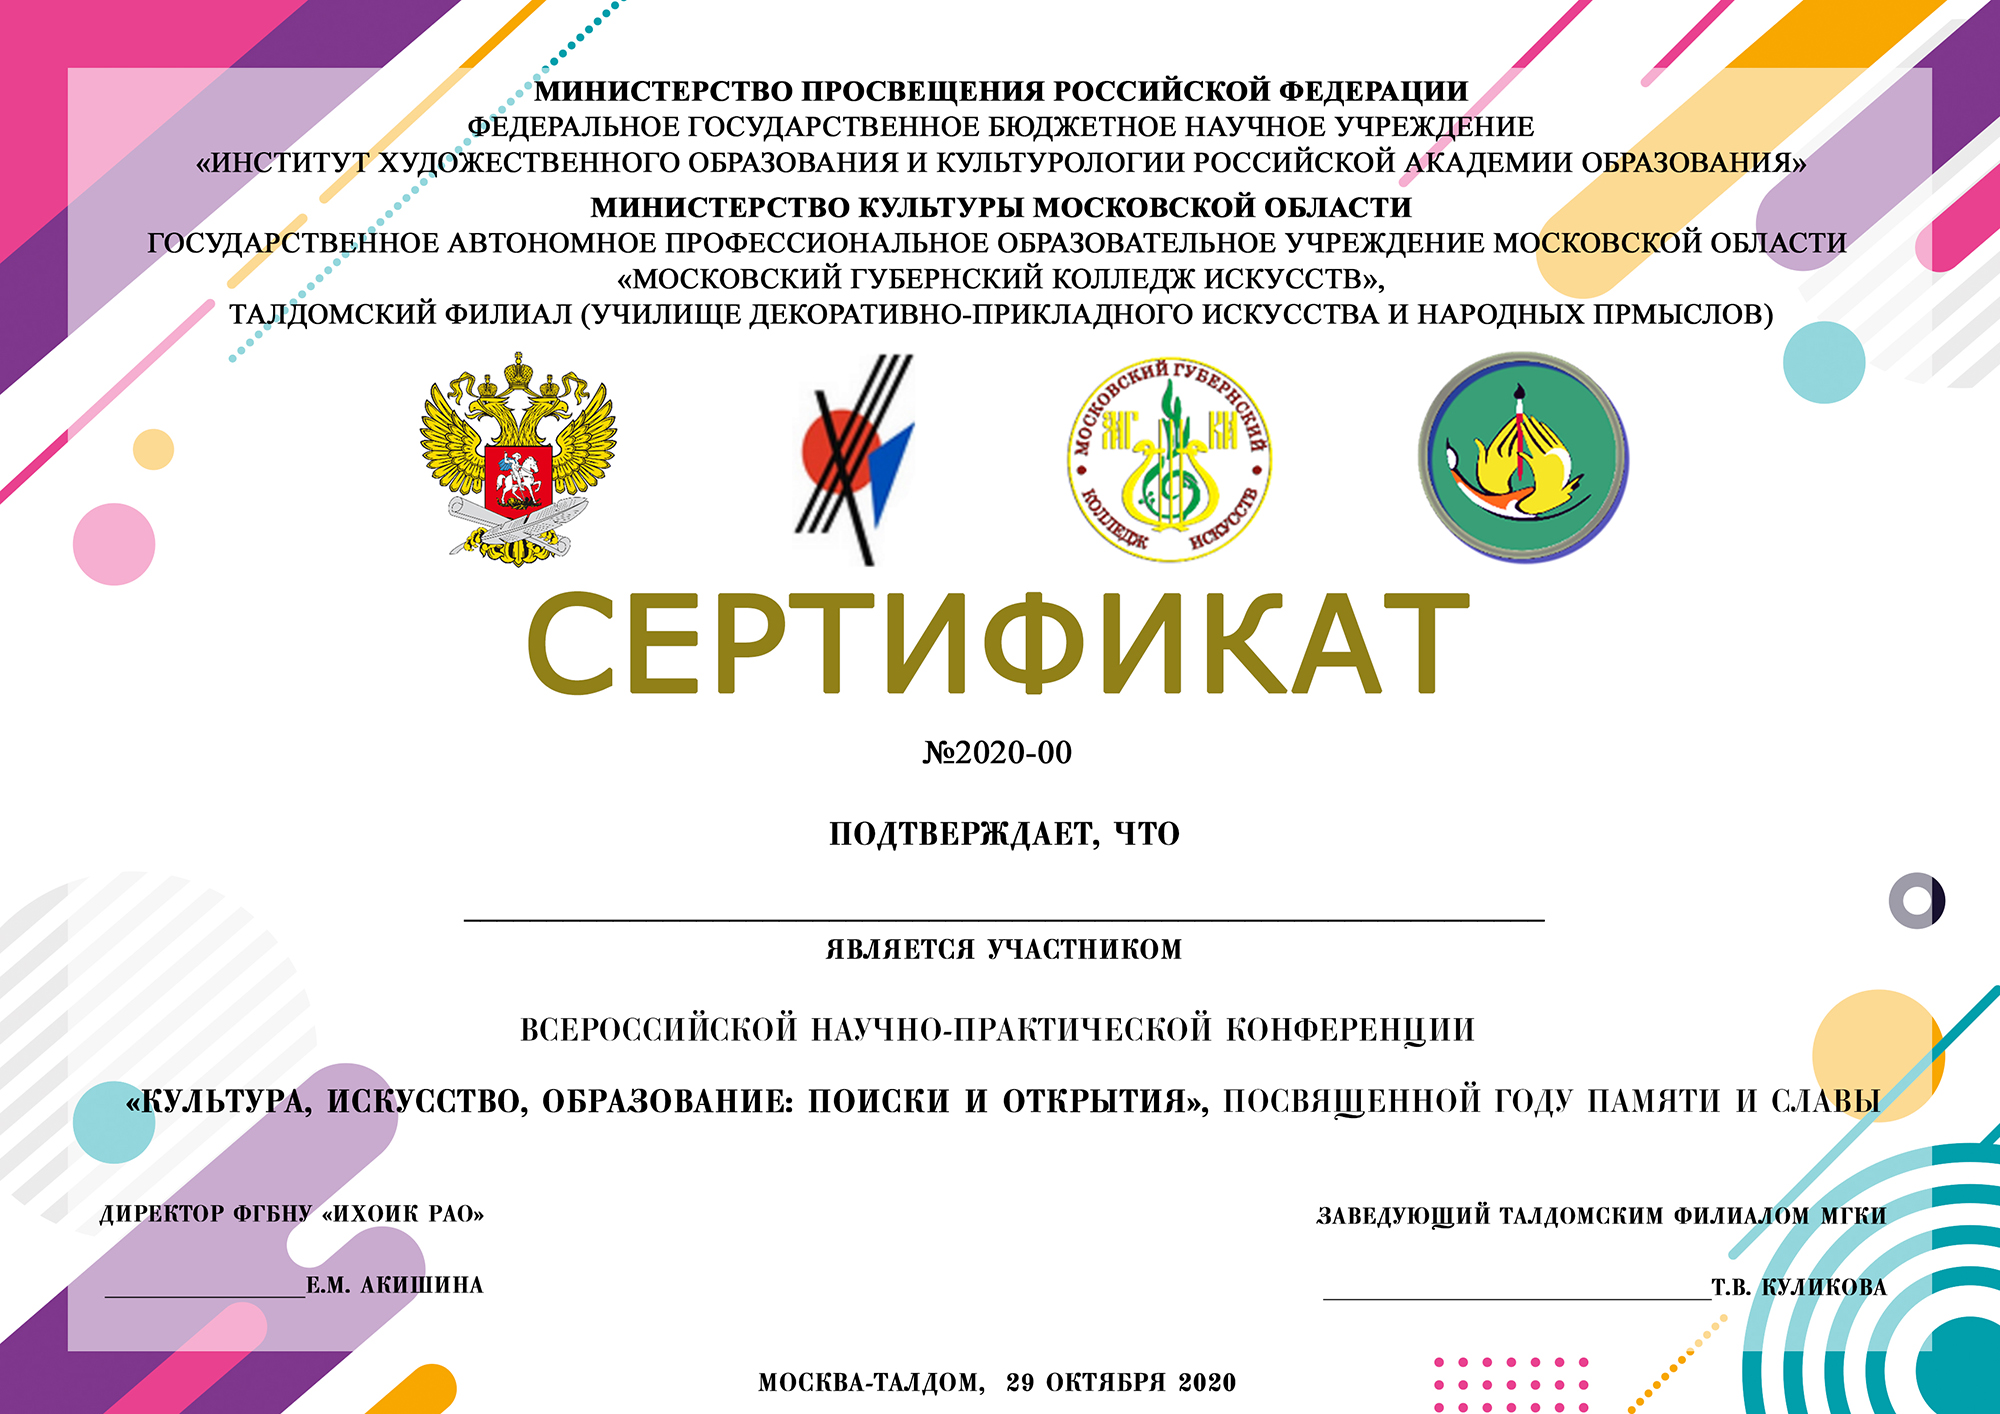 МИНИСТЕРСТВО ПРОСВЕЩЕНИЯ РОССИЙСКОЙ ФЕДЕРАЦИИ
ФЕДЕРАЛЬНОЕ ГОСУДАРСТВЕННОЕ БЮДЖЕТНОЕ НАУЧНОЕ УЧРЕЖДЕНИЕ
«ИНСТИТУТ ХУДОЖЕСТВЕННОГО ОБРАЗОВАНИЯ И КУЛЬТУРОЛОГИИ РОССИЙСКОЙ АКАДЕМИИ ОБРАЗОВАНИЯ»
МИНИСТЕРСТВО КУЛЬТУРЫ МОСКОВСКОЙ ОБЛАСТИ
ГОСУДАРСТВЕННОЕ АВТОНОМНОЕ ПРОФЕССИОНАЛЬНОЕ ОБРАЗОВАТЕЛЬНОЕ УЧРЕЖДЕНИЕ МОСКОВСКОЙ ОБЛАСТИ
«МОСКОВСКИЙ ГУБЕРНСКИЙ КОЛЛЕДЖ ИСКУССТВ»,
ТАЛДОМСКИЙ ФИЛИАЛ (УЧИЛИЩЕ ДЕКОРАТИВНО-ПРИКЛАДНОГО ИСКУССТВА И НАРОДНЫХ ПРМЫСЛОВ)
МОСКОВСКИЙ ГУБЕРНСКИЙ
КОЛЛЕДЖ ИСКУССТВ
СЕРТИФИКАТ
№2020-00
ПОДТВЕРЖДАЕТ, ЧТО
ЯВЛЯЕТСЯ УЧАСТНИКОМ
ВСЕРОССИЙСКОЙ НАУЧНО-ПРАКТИЧЕСКОЙ КОНФЕРЕНЦИИ
«КУЛЬТУРА, ИСКУССТВО, ОБРАЗОВАНИЕ: ПОИСКИ И ОТКРЫТИЯ», ПОСВЯЩЕННОЙ ГОДУ ПАМЯТИ И СЛАВЫ
ДИРЕКТОР ФГБНУ «ИХОИК РАО»
Е.М. АКИШИНА
ЗАВЕДУЮЩИЙ ТАЛДОМСКИМ ФИЛИАЛОМ МГКИ
Т.В. КУЛИКОВА
МОСКВА-ТАЛДОМ, 29 ОКТЯБРЯ 2020